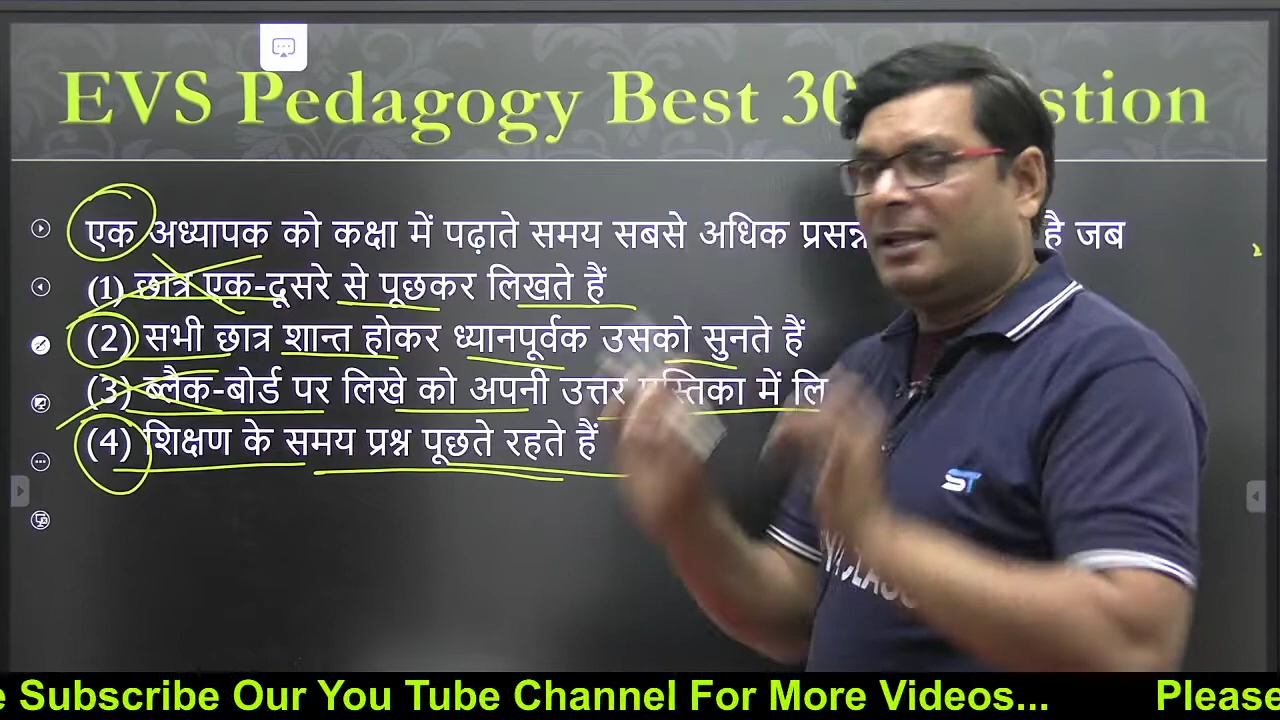 EVS Pedagogy Best 30 stion
एक अध्यापक को कक्षा में पढ़ाते समय सबसे अधिक प्रसन्न है जब
(1) छात्र एक-दूसरे से पूछकर लिखते हैं
(2) सभी छात्र शान्त होकर ध्यानपूर्वक उसको सुनते हैं
(3) ब्लैक-बोर्ड पर लिखे को अपनी उत्तर पुस्तिका में लि
(4) शिक्षण के समय प्रश्न पूछते रहते हैं
ST
e Subscribe Our You Tube Channel For More Videos... Please